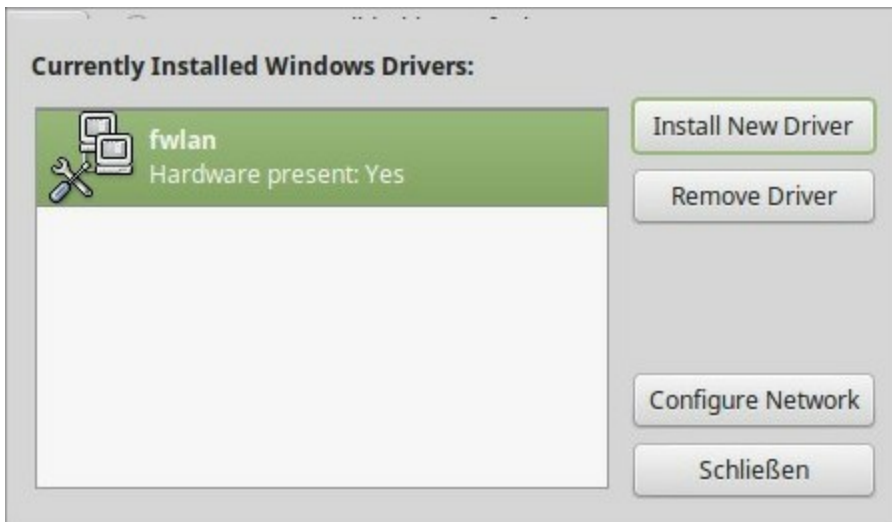 Currently Installed Windows Drivers:
fwlan
Hardware present: Yes
Install New Driver
Remove Driver
Configure Network
Schließen